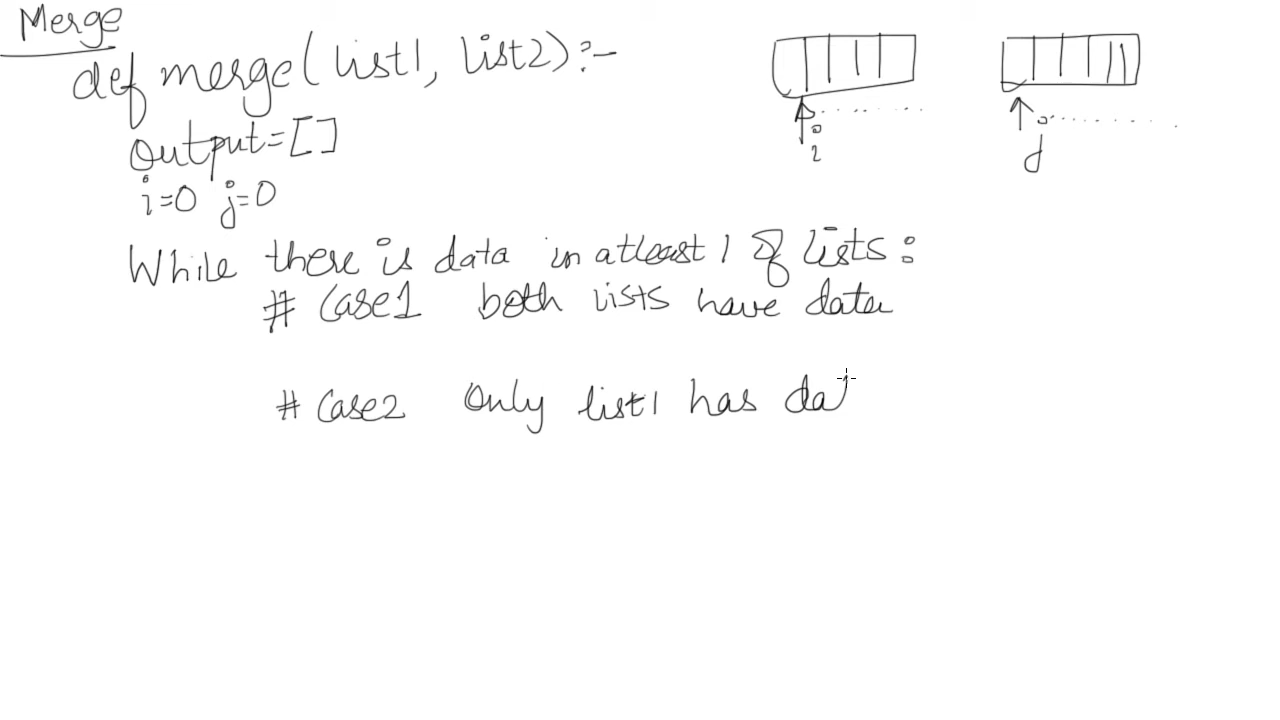 Merge
def merge(list1, list2):-
output=[]
i=0 j=0
While there is data in atleast 1 of lists:
# Case1 both lists have data
# Case2 Only list1 has da
i
j